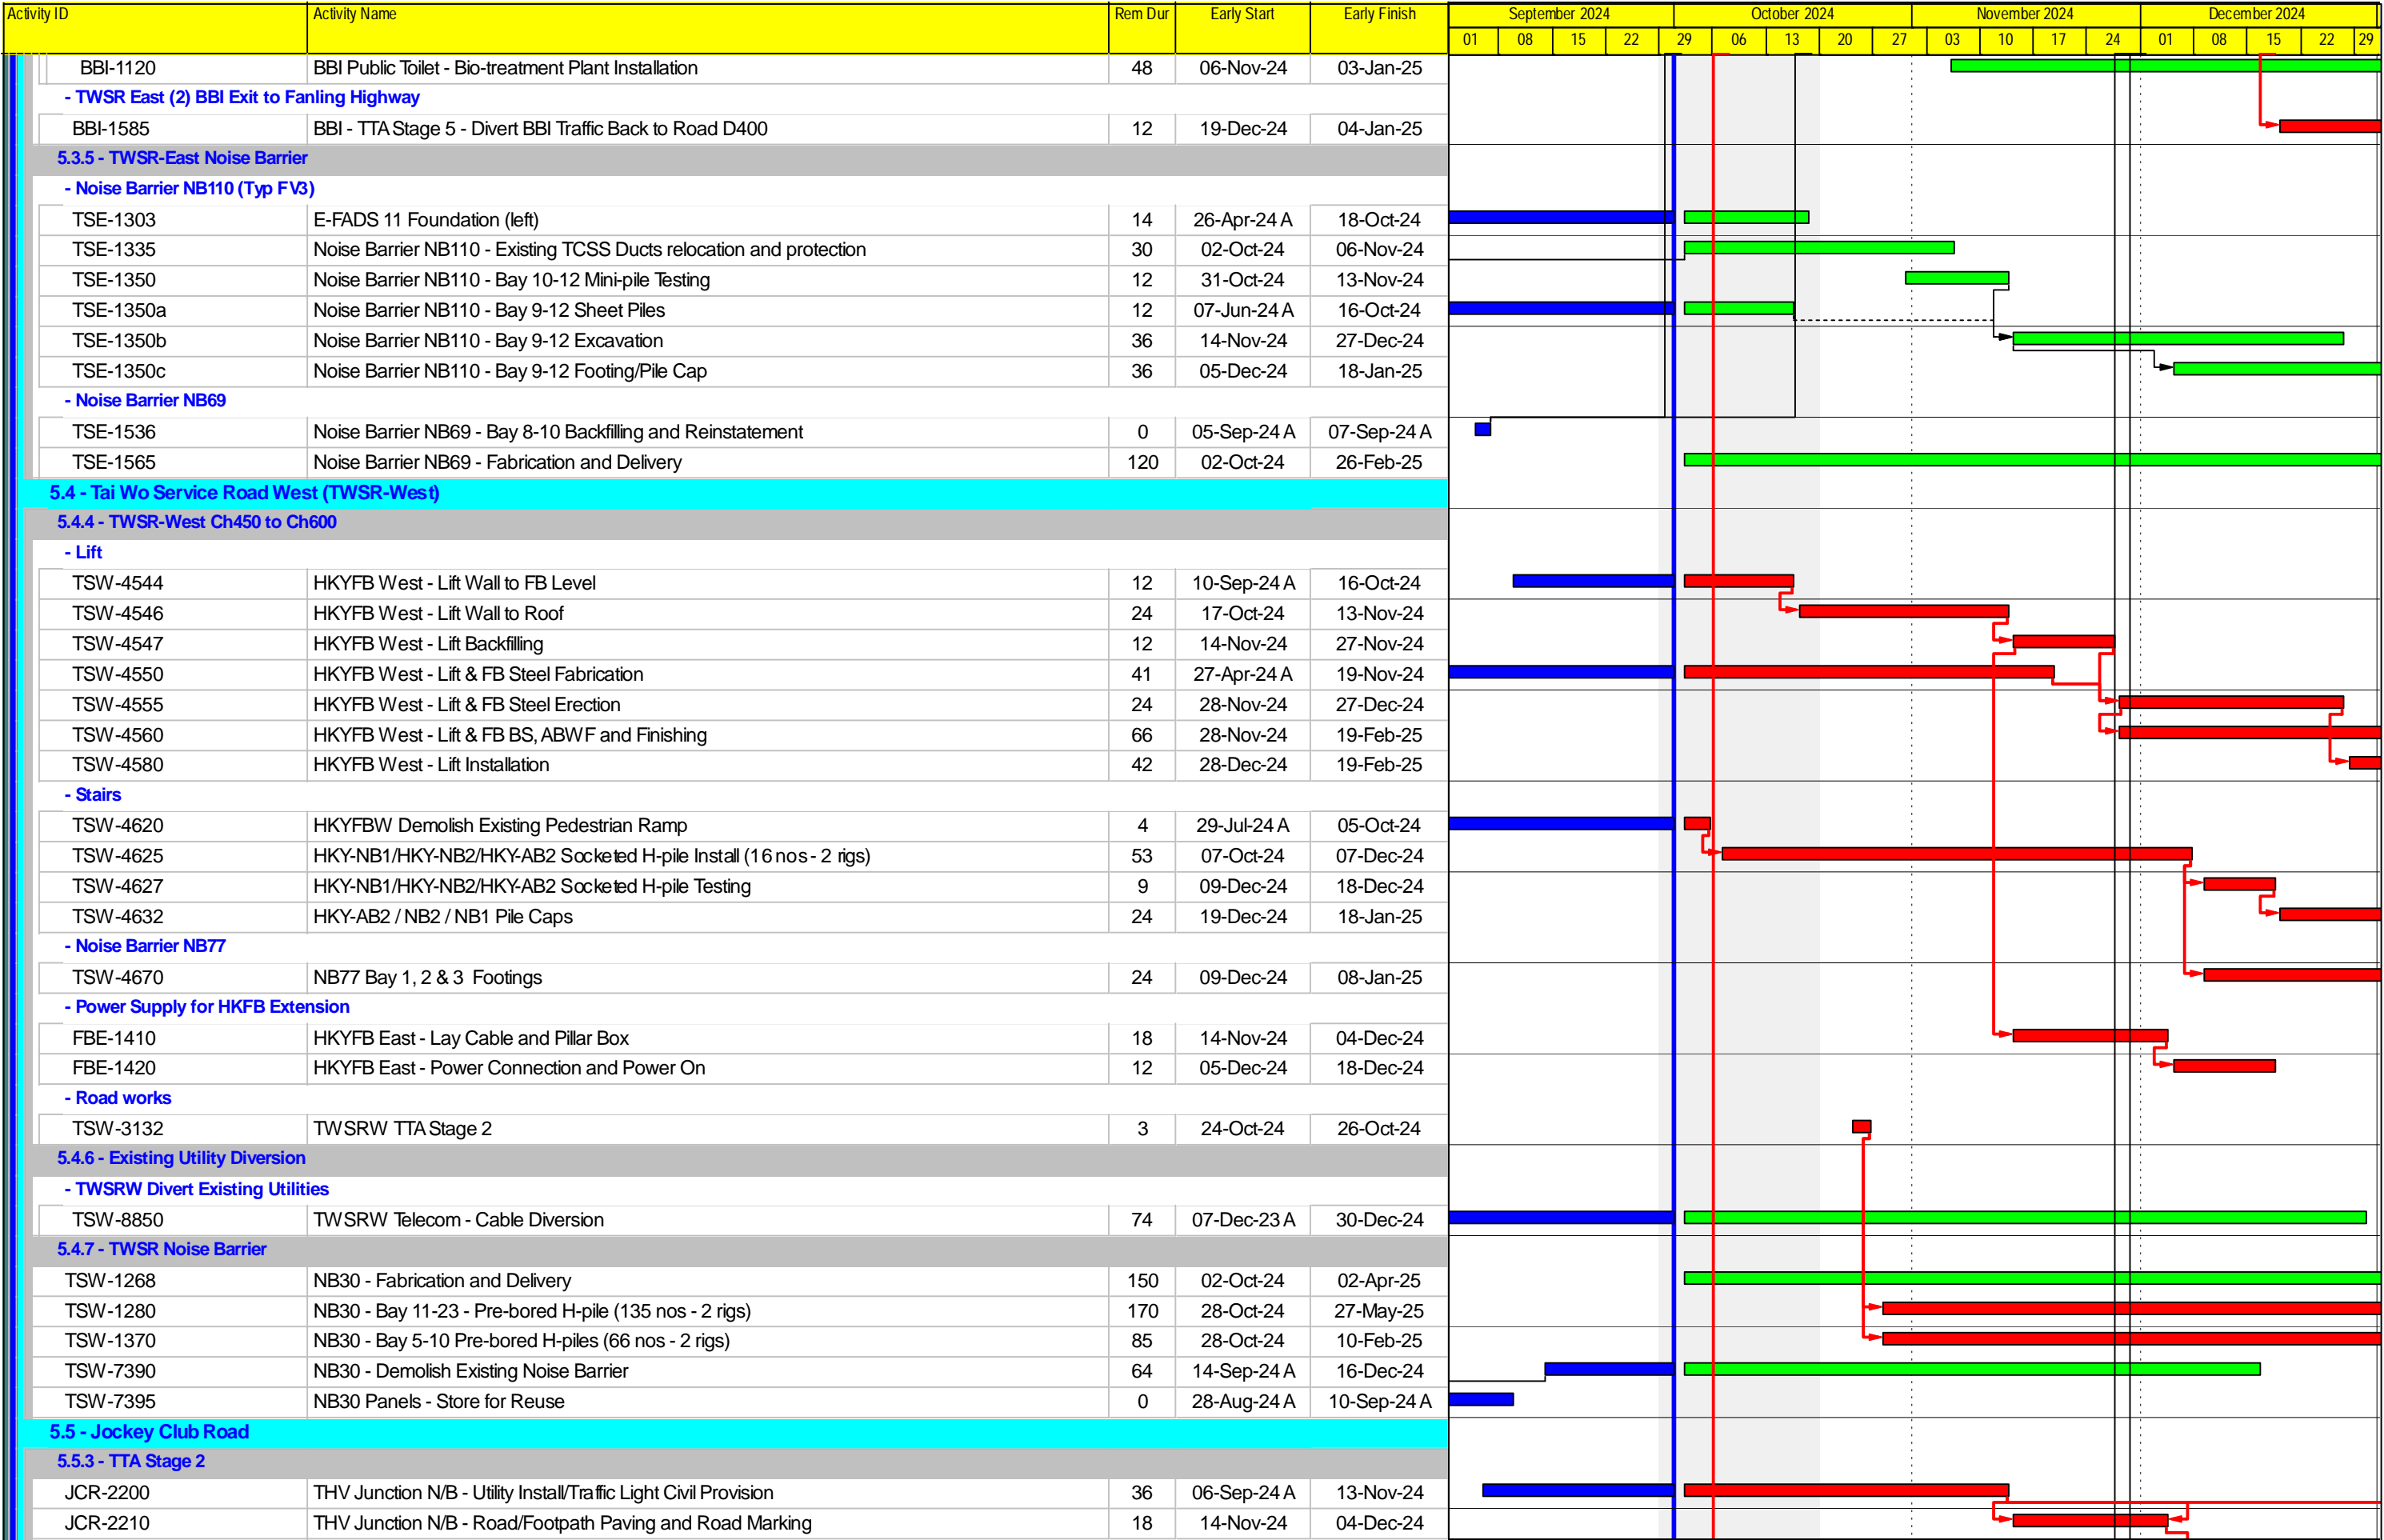 Activity ID Activity Name Rem Dur Early Start Early Finish September 2024 October 2024 November 2024 December 2024
01 08 15 22 29 06 13 20 27 03 10 17 24 01 08 15 22 29
BBI-1120 BBI Public Toilet - Bio-treatment Plant Installation 48 06-Nov-24 03-Jan-25
- TWSR East (2) BBI Exit to Fanling Highway
BBI-1585 BBI - TTA Stage 5 - Divert BBI Traffic Back to Road D400 12 19-Dec-24 04-Jan-25
5.3.5 - TWSR-East Noise Barrier
- Noise Barrier NB110 (Typ FV3)
TSE-1303 E-FADS 11 Foundation (left) 14 26-Apr-24 A 18-Oct-24
TSE-1335 Noise Barrier NB110 - Existing TCSS Ducts relocation and protection 30 02-Oct-24 06-Nov-24
TSE-1350 Noise Barrier NB110 - Bay 10-12 Mini-pile Testing 12 31-Oct-24 13-Nov-24
TSE-1350a Noise Barrier NB110 - Bay 9-12 Sheet Piles 12 07-Jun-24 A 16-Oct-24
TSE-1350b Noise Barrier NB110 - Bay 9-12 Excavation 36 14-Nov-24 27-Dec-24
TSE-1350c Noise Barrier NB110 - Bay 9-12 Footing/Pile Cap 36 05-Dec-24 18-Jan-25
- Noise Barrier NB69
TSE-1536 Noise Barrier NB69 - Bay 8-10 Backfilling and Reinstatement 0 05-Sep-24 A 07-Sep-24 A
TSE-1565 Noise Barrier NB69 - Fabrication and Delivery 120 02-Oct-24 26-Feb-25
5.4 - Tai Wo Service Road West (TWSR-West)
5.4.4 - TWSR-West Ch450 to Ch600
- Lift
TSW-4544 HKYFB West - Lift Wall to FB Level 12 10-Sep-24 A 16-Oct-24
TSW-4546 HKYFB West - Lift Wall to Roof 24 17-Oct-24 13-Nov-24
TSW-4547 HKYFB West - Lift Backfilling 12 14-Nov-24 27-Nov-24
TSW-4550 HKYFB West - Lift & FB Steel Fabrication 41 27-Apr-24 A 19-Nov-24
TSW-4555 HKYFB West - Lift & FB Steel Erection 24 28-Nov-24 27-Dec-24
TSW-4560 HKYFB West - Lift & FB BS, ABWF and Finishing 66 28-Nov-24 19-Feb-25
TSW-4580 HKYFB West - Lift Installation 42 28-Dec-24 19-Feb-25
- Stairs
TSW-4620 HKYFBW Demolish Existing Pedestrian Ramp 4 29-Jul-24 A 05-Oct-24
TSW-4625 HKY-NB1/HKY-NB2/HKY-AB2 Socketed H-pile Install (16 nos - 2 rigs) 53 07-Oct-24 07-Dec-24
TSW-4627 HKY-NB1/HKY-NB2/HKY-AB2 Socketed H-pile Testing 9 09-Dec-24 18-Dec-24
TSW-4632 HKY-AB2 / NB2 / NB1 Pile Caps 24 19-Dec-24 18-Jan-25
- Noise Barrier NB77
TSW-4670 NB77 Bay 1, 2 & 3 Footings 24 09-Dec-24 08-Jan-25
- Power Supply for HKFB Extension
FBE-1410 HKYFB East - Lay Cable and Pillar Box 18 14-Nov-24 04-Dec-24
FBE-1420 HKYFB East - Power Connection and Power On 12 05-Dec-24 18-Dec-24
- Road works
TSW-3132 TWSRW TTA Stage 2 3 24-Oct-24 26-Oct-24
5.4.6 - Existing Utility Diversion
- TWSRW Divert Existing Utilities
TSW-8850 TWSRW Telecom - Cable Diversion 74 07-Dec-23 A 30-Dec-24
5.4.7 - TWSR Noise Barrier
TSW-1268 NB30 - Fabrication and Delivery 150 02-Oct-24 02-Apr-25
TSW-1280 NB30 - Bay 11-23 - Pre-bored H-pile (135 nos - 2 rigs) 170 28-Oct-24 27-May-25
TSW-1370 NB30 - Bay 5-10 Pre-bored H-piles (66 nos - 2 rigs) 85 28-Oct-24 10-Feb-25
TSW-7390 NB30 - Demolish Existing Noise Barrier 64 14-Sep-24 A 16-Dec-24
TSW-7395 NB30 Panels - Store for Reuse 0 28-Aug-24 A 10-Sep-24 A
5.5 - Jockey Club Road
5.5.3 - TTA Stage 2
JCR-2200 THV Junction N/B - Utility Install/Traffic Light Civil Provision 36 06-Sep-24 A 13-Nov-24
JCR-2210 THV Junction N/B - Road/Footpath Paving and Road Marking 18 14-Nov-24 04-Dec-24